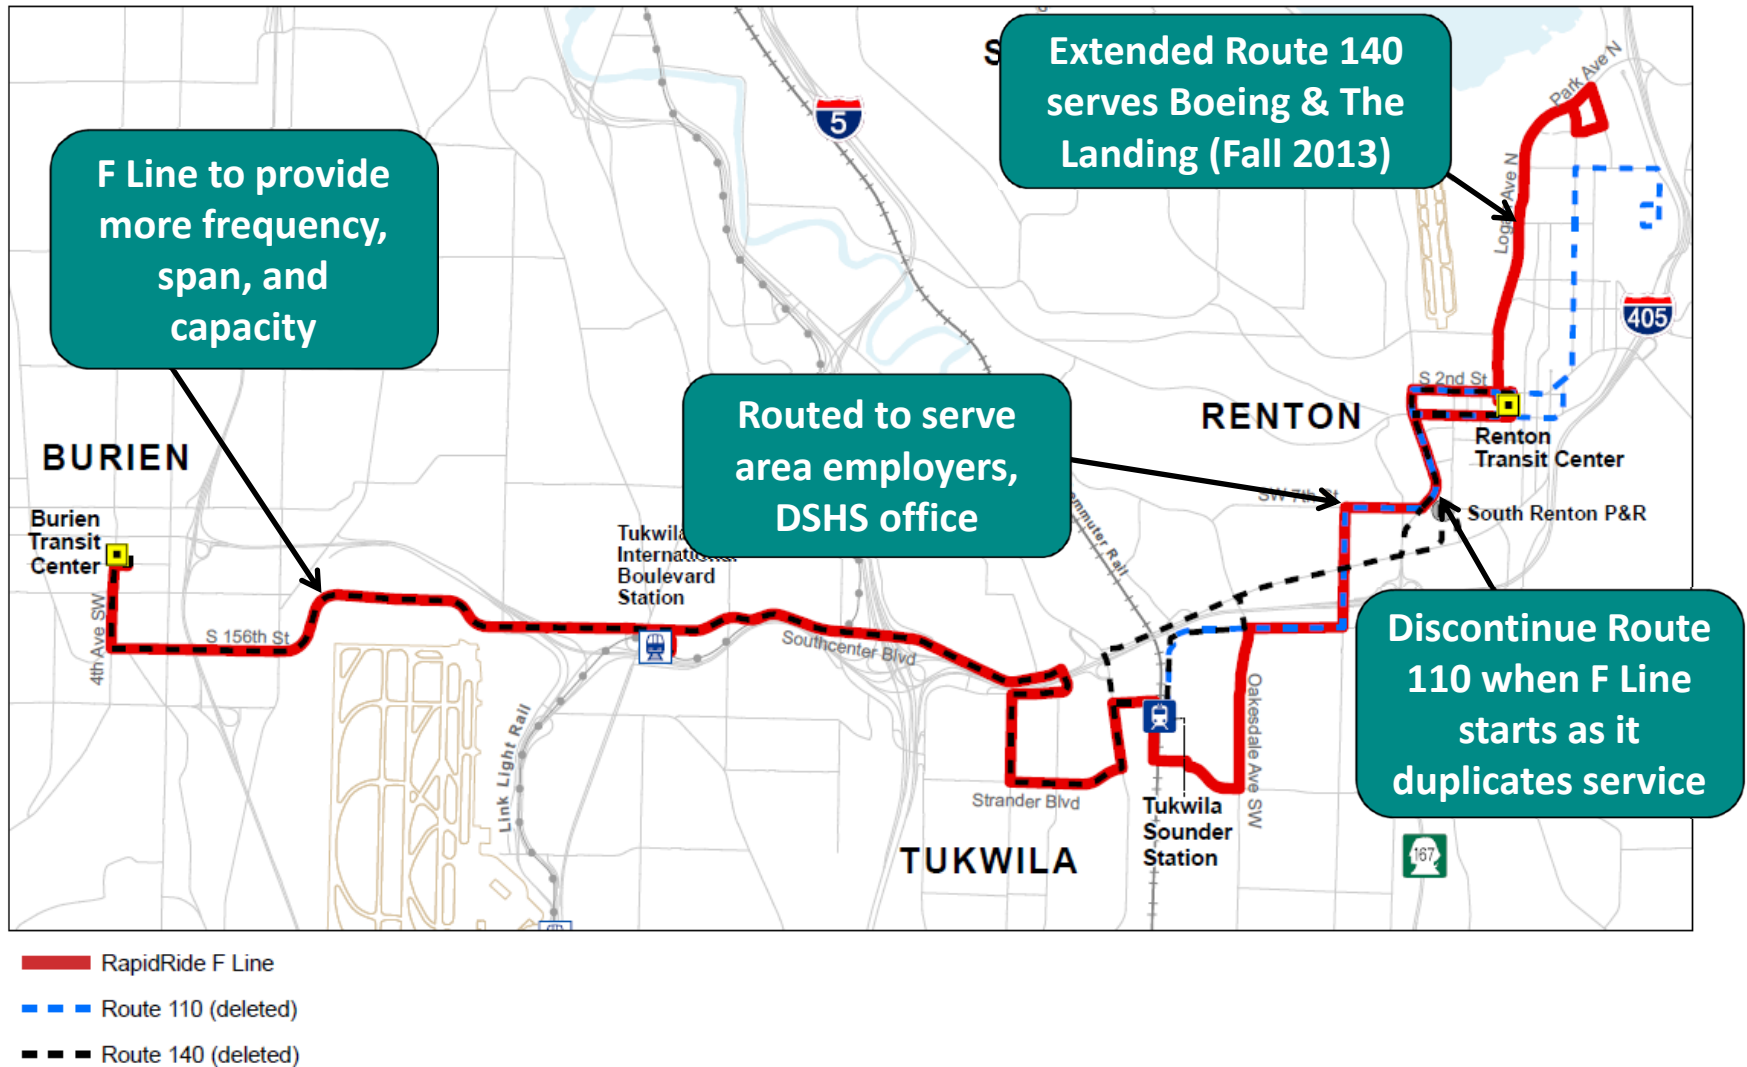 Extended Route 140
serves Boeing & The
Landing (Fall 2013)
Park Ave N
5
F Line to provide
more frequency,
span, and
capacity
Logan Ave N
405
S 2nd St
RENTON
Renton
Transit Center
Routed to serve
area employers,
DSHS office
BURIEN
SW 7th St
South Renton P&R
Burien
Transit
Center
Tukwila
International
Boulevard
Station
Commuter Rail
4th Ave SW
S 156th St
Southcenter Blvd
Discontinue Route
110 when F Line
starts as it
duplicates service
Link Light Rail
Oakesdale Ave SW
Strander Blvd
Tukwila
Sounder
Station
TUKWILA
167
RapidRide F Line
Route 110 (deleted)
Route 140 (deleted)